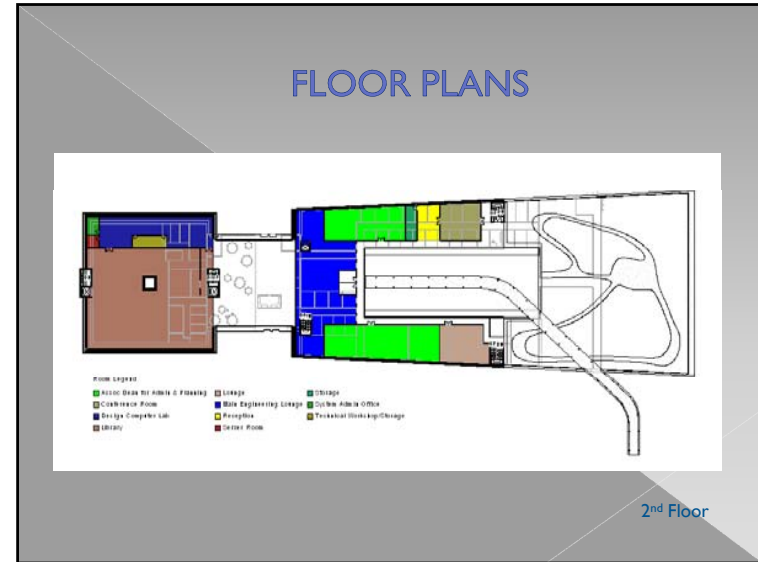 FLOOR PLANS
Room Legend
Assoc Dean for Admin & Planning
Conference Room
Design Computer Lab
Library
Lounge
Main Engineering Lounge
Reception
Server Room
Storage
System Admin Office
Technical Workshop/Storage
2nd Floor